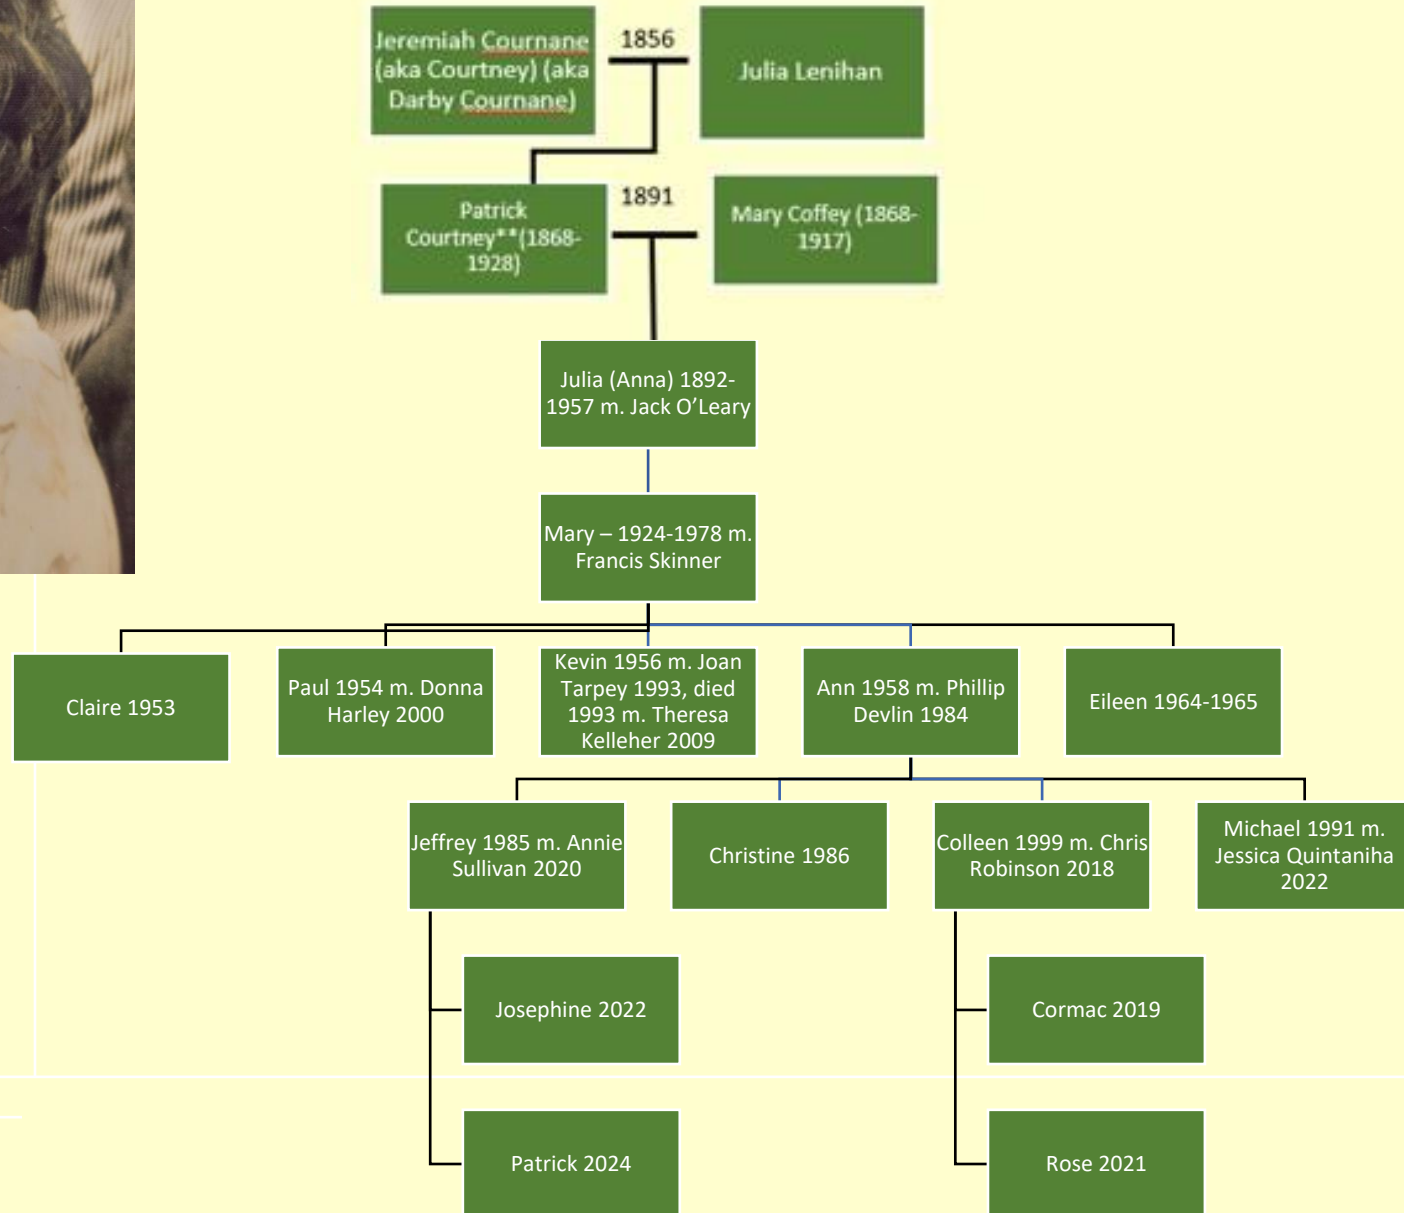 Jeremiah Cournane
(aka Courtney) (aka
Darby Cournane)
1856
Julia Lenihan
Patrick
Courtney**(1868-
1928)
1891
Mary Coffey (1868-
1917)
Julia (Anna) 1892-
1957 m. Jack O’Leary
Mary – 1924-1978 m.
Francis Skinner
Claire 1953
Paul 1954 m. Donna
Harley 2000
Kevin 1956 m. Joan
Tarpey 1993, died
1993 m. Theresa
Kelleher 2009
Ann 1958 m. Phillip
Devlin 1984
Eileen 1964-1965
Jeffrey 1985 m. Annie
Sullivan 2020
Christine 1986
Colleen 1999 m. Chris
Robinson 2018
Michael 1991 m.
Jessica Quintaniha
2022
Josephine 2022
Cormac 2019
Patrick 2024
Rose 2021